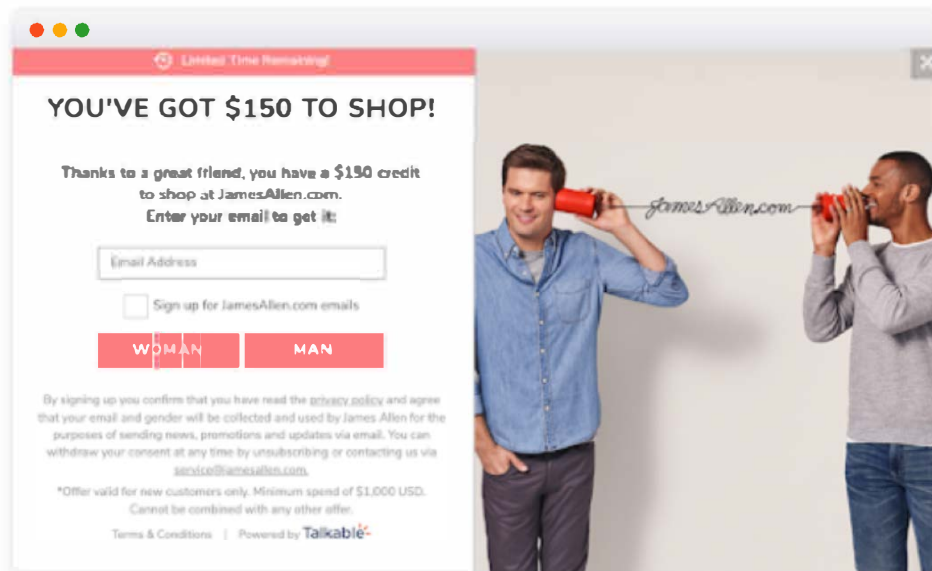 Limited Time Remaining!
YOU'VE GOT $150 TO SHOP!
Thanks to a great friend, you have a $150 credit
to shop at JamesAllen.com.
Enter your email to get it:
Email Address
Sign up for JamesAllen.com emails
WOMAN MAN
By signing up you confirm that you have read the privacy policy and agree
that your email and gender will be collected and used by James Allen for the
purposes of sending news, promotions and updates via email. You can
withdraw your consent at any time by unsubscribing or contacting us via
service@jamesallen.com.
*Offer valid for new customers only. Minimum spend of $1,000 USD.
Cannot be combined with any other offer.
Terms & Conditions | Powered by Talkable
JamesAllen.com